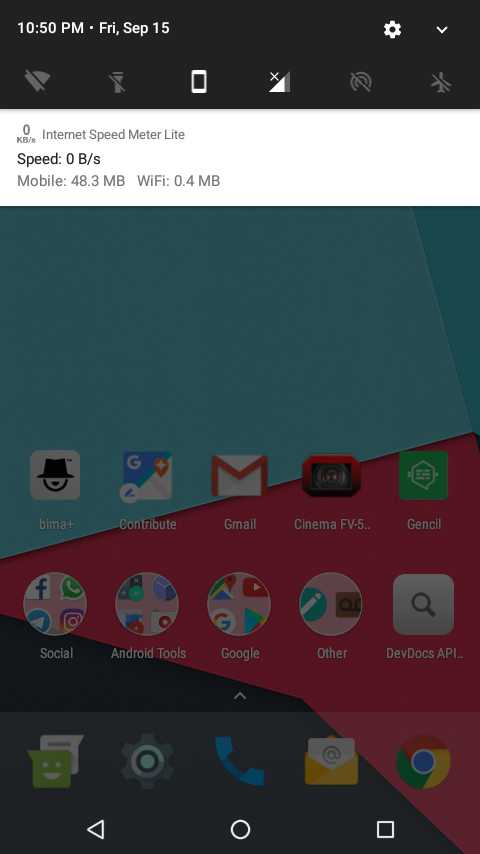 10:50 PM • Fri, Sep 15
0
KB/s
Internet Speed Meter Lite
Speed: 0 B/s
Mobile: 48.3 MB WiFi: 0.4 MB
bima+
Contribute
Gmail
Cinema FV-5..
Gencil
Social
Android Tools
Google
Other
DevDocs API..